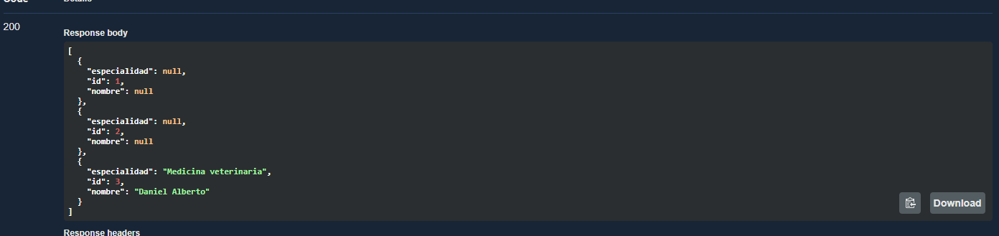 Code Details
200
Response body
[
  {
    "especialidad": null,
    "id": 1,
    "nombre": null
  },
  {
    "especialidad": null,
    "id": 2,
    "nombre": null
  },
  {
    "especialidad": "Medicina veterinaria",
    "id": 3,
    "nombre": "Daniel Alberto"
  }
]
Download
Response headers